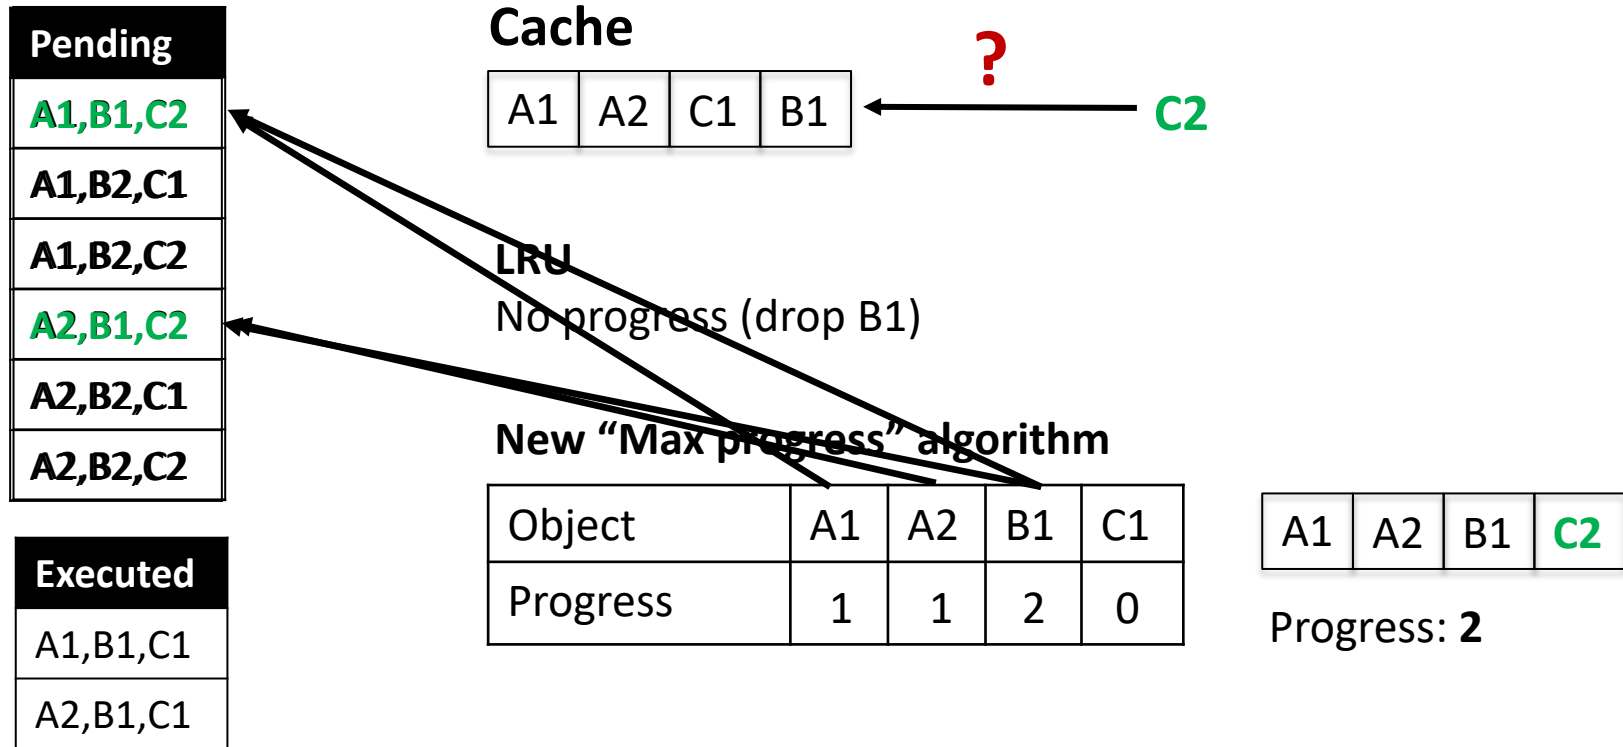 Pending
A1,B1,C2
A1,B2,C1
A1,B2,C2
A2,B1,C2
A2,B2,C1
A2,B2,C2
Executed
A1,B1,C1
A2,B1,C1
Cache
A1 A2 C1 B1
?
C2
LRU
No progress (drop B1)
New “Max progress” algorithm
Object A1 A2 B1 C1
Progress 1 1 2 0
A1 A2 B1 C2
Progress: 2